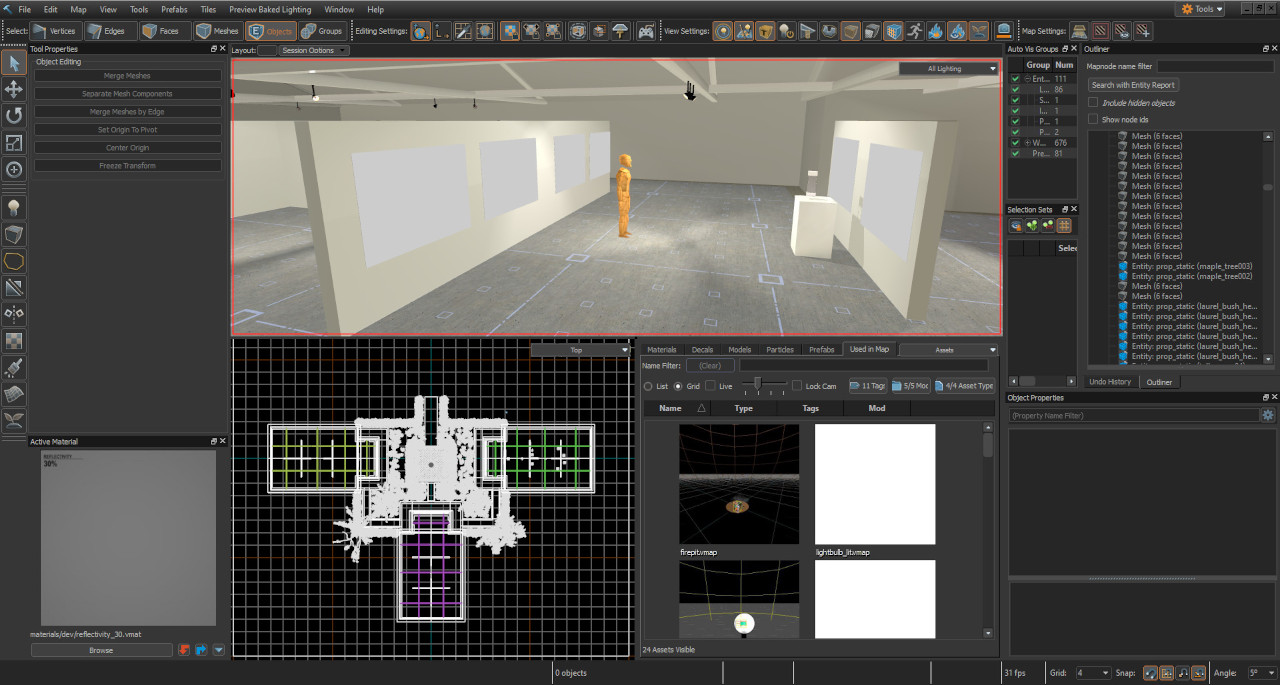 File Edit Map View Tools Prefabs Tiles Preview Baked Lighting Window Help Tools
Select: Vertices Edges Faces Meshes Objects Groups Editing Settings: View Settings: Map Settings:
Tool Properties
Object Editing
Merge Meshes
Separate Mesh Components
Merge Meshes by Edge
Set Origin To Pivot
Center Origin
Freeze Transform
Active Material
REFLECTIVITY
30%
materials/dev/reflectivity_30.vmat
Browse
Layout: Session Options
All Lighting
Top
Materials Decals Models Particles Prefabs Used in Map Assets
Name Filter: (Clear)
List Grid Live Lock Cam 11 Tags 5/5 Moc 4/4 Asset Type
Name Type Tags Mod
firepit.vmap lightbulb_lit.vmap
24 Assets Visible
Auto Vis Groups
Group Num
Ent... 111
L... 86
S... 1
I... 1
P... 1
P... 2
W... 676
Pre... 81
Selection Sets
Selec
Outliner
Mapnode name filter
Search with Entity Report
Include hidden objects
Show node ids
Mesh (6 faces)
Mesh (6 faces)
Mesh (6 faces)
Mesh (6 faces)
Mesh (6 faces)
Mesh (6 faces)
Mesh (6 faces)
Mesh (6 faces)
Mesh (6 faces)
Mesh (6 faces)
Mesh (6 faces)
Mesh (6 faces)
Mesh (6 faces)
Entity: prop_static (maple_tree003)
Entity: prop_static (maple_tree002)
Mesh (6 faces)
Mesh (6 faces)
Entity: prop_static (laurel_bush_he...
Entity: prop_static (laurel_bush_he...
Entity: prop_static (laurel_bush_he...
Entity: prop_static (laurel_bush_he...
Entity: prop_static (laurel_bush_he...
Entity: prop_static (laurel_bush_he...
Undo History Outliner
Object Properties
(Property Name Filter)
0 objects 31 fps Grid: 4 Snap: Angle: 5°